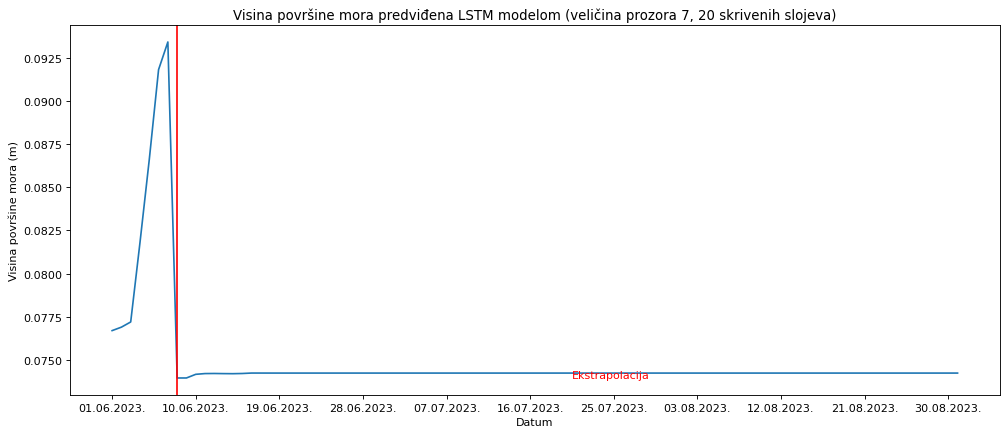 Visina površine mora predviđena LSTM modelom (veličina prozora 7, 20 skrivenih slojeva)
Visina površine mora (m)
0.0925
0.0900
0.0875
0.0850
0.0825
0.0800
0.0775
0.0750
Ekstrapolacija
01.06.2023. 10.06.2023. 19.06.2023. 28.06.2023. 07.07.2023. 16.07.2023. 25.07.2023. 03.08.2023. 12.08.2023. 21.08.2023. 30.08.2023.
Datum